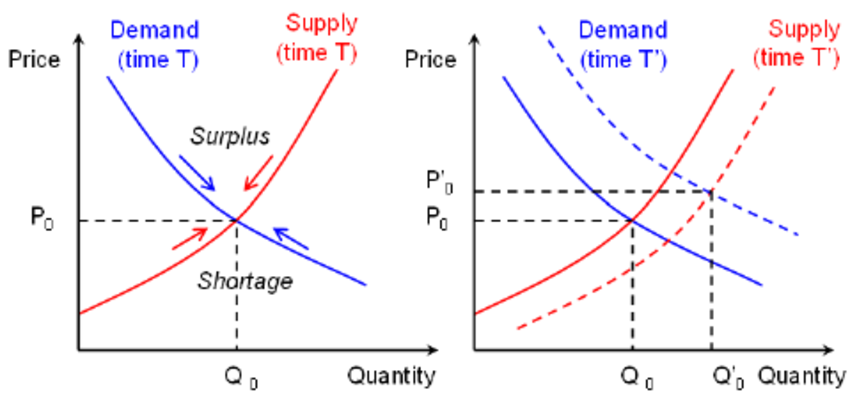 Demand
(time T)
Supply
(time T)
Price
Surplus
P0
Shortage
Q0
Quantity
Demand
(time T')
Supply
(time T')
Price
P'0
P0
Q0
Q'0
Quantity